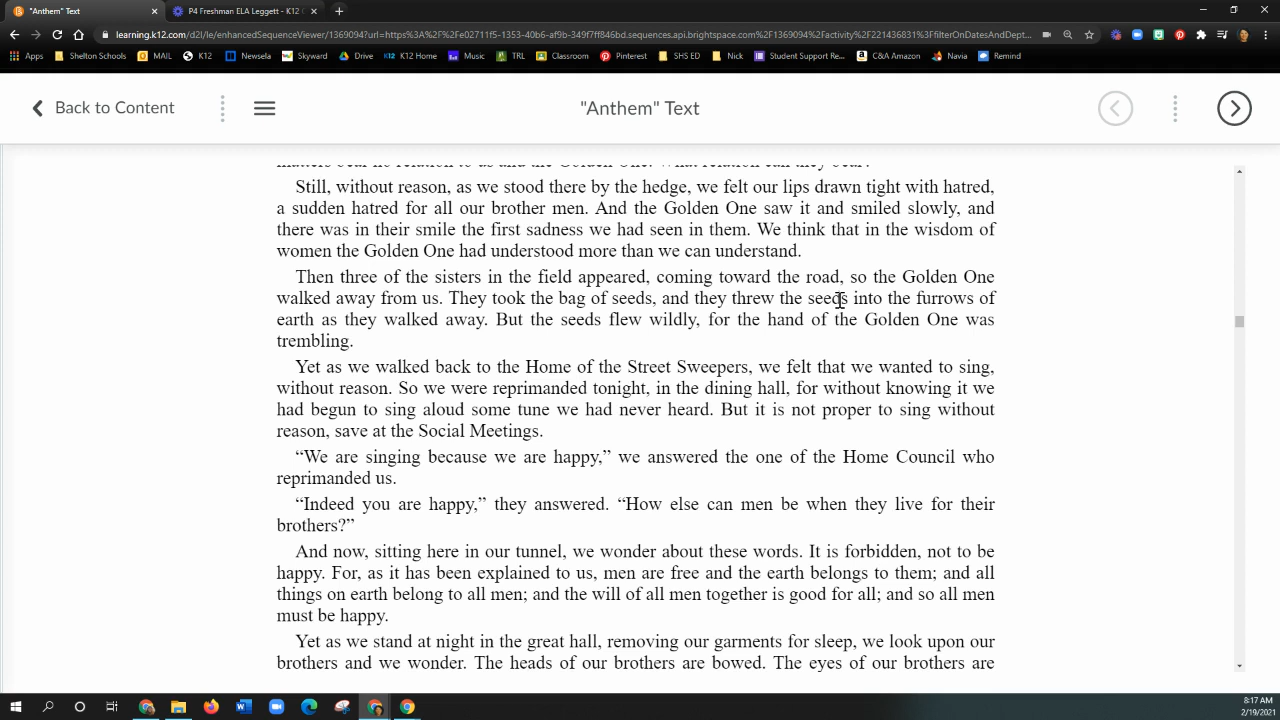 "Anthem" Text
P4 Freshman ELA Leggett - K12
learning.k12.com/d2l/le/enhancedSequenceViewer/1369094?url=https%3A%2F%2Fe02711f5-1353-40b6-af9b-349f7ff846bd.sequences.api.brightspace.com%2F1369094%2Factivity%2F221436831%3FfilterOnDatesAndDept...
Apps Shelton Schools MAIL K12 Newsela Skyward Drive K12 Home Music TRL Classroom Pinterest SHS ED Nick Student Support Re... C&A Amazon Navia Remind
Back to Content
"Anthem" Text
matters bear no relation to us and the Golden One. What relation can they bear?
Still, without reason, as we stood there by the hedge, we felt our lips drawn tight with hatred,
a sudden hatred for all our brother men. And the Golden One saw it and smiled slowly, and
there was in their smile the first sadness we had seen in them. We think that in the wisdom of
women the Golden One had understood more than we can understand.
Then three of the sisters in the field appeared, coming toward the road, so the Golden One
walked away from us. They took the bag of seeds, and they threw the seeds into the furrows of
earth as they walked away. But the seeds flew wildly, for the hand of the Golden One was
trembling.
Yet as we walked back to the Home of the Street Sweepers, we felt that we wanted to sing,
without reason. So we were reprimanded tonight, in the dining hall, for without knowing it we
had begun to sing aloud some tune we had never heard. But it is not proper to sing without
reason, save at the Social Meetings.
“We are singing because we are happy,” we answered the one of the Home Council who
reprimanded us.
“Indeed you are happy,” they answered. “How else can men be when they live for their
brothers?”
And now, sitting here in our tunnel, we wonder about these words. It is forbidden, not to be
happy. For, as it has been explained to us, men are free and the earth belongs to them; and all
things on earth belong to all men; and the will of all men together is good for all; and so all men
must be happy.
Yet as we stand at night in the great hall, removing our garments for sleep, we look upon our
brothers and we wonder. The heads of our brothers are bowed. The eyes of our brothers are
8:17 AM
2/19/2021